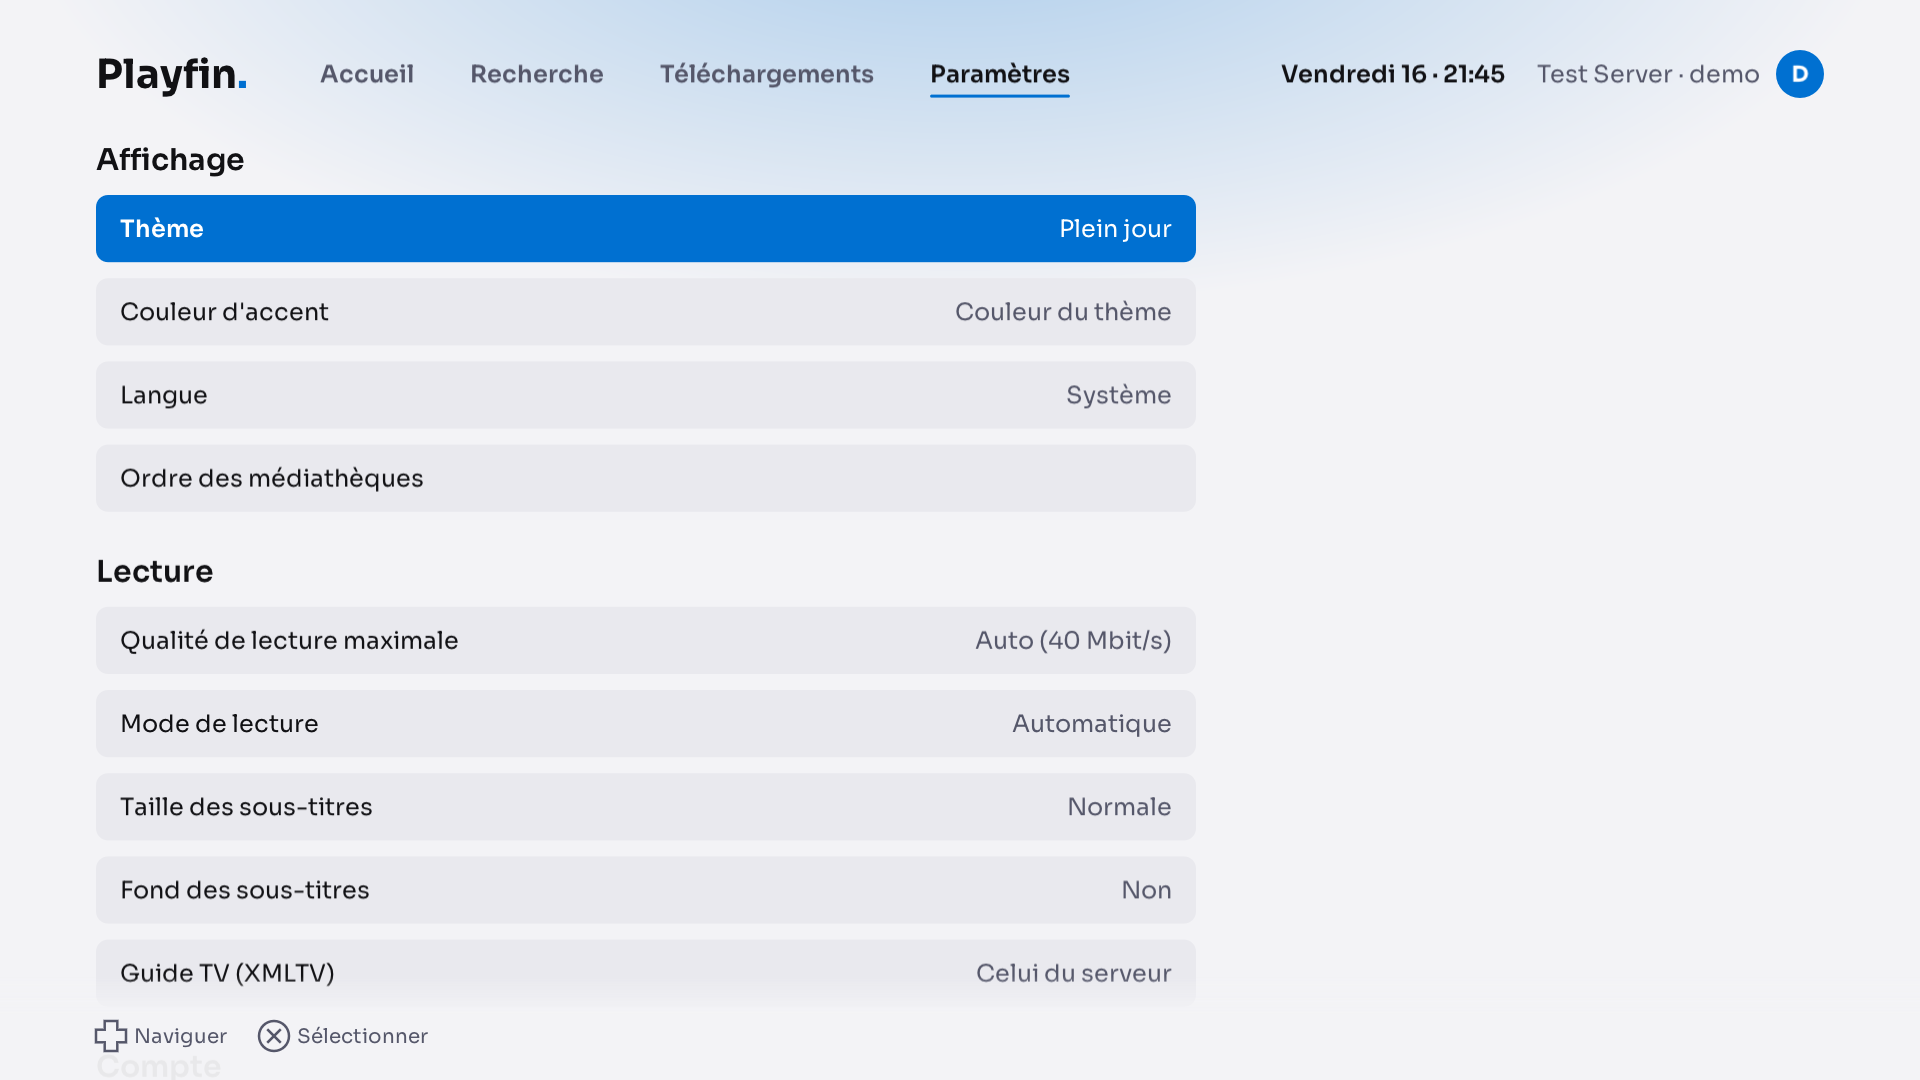 Playfin. Accueil Recherche Téléchargements Paramètres Vendredi 16 · 21:45 Test Server · demo D
Affichage
Thème Plein jour
Couleur d'accent Couleur du thème
Langue Système
Ordre des médiathèques
Lecture
Qualité de lecture maximale Auto (40 Mbit/s)
Mode de lecture Automatique
Taille des sous-titres Normale
Fond des sous-titres Non
Guide TV (XMLTV) Celui du serveur
Naviguer Sélectionner
Compte